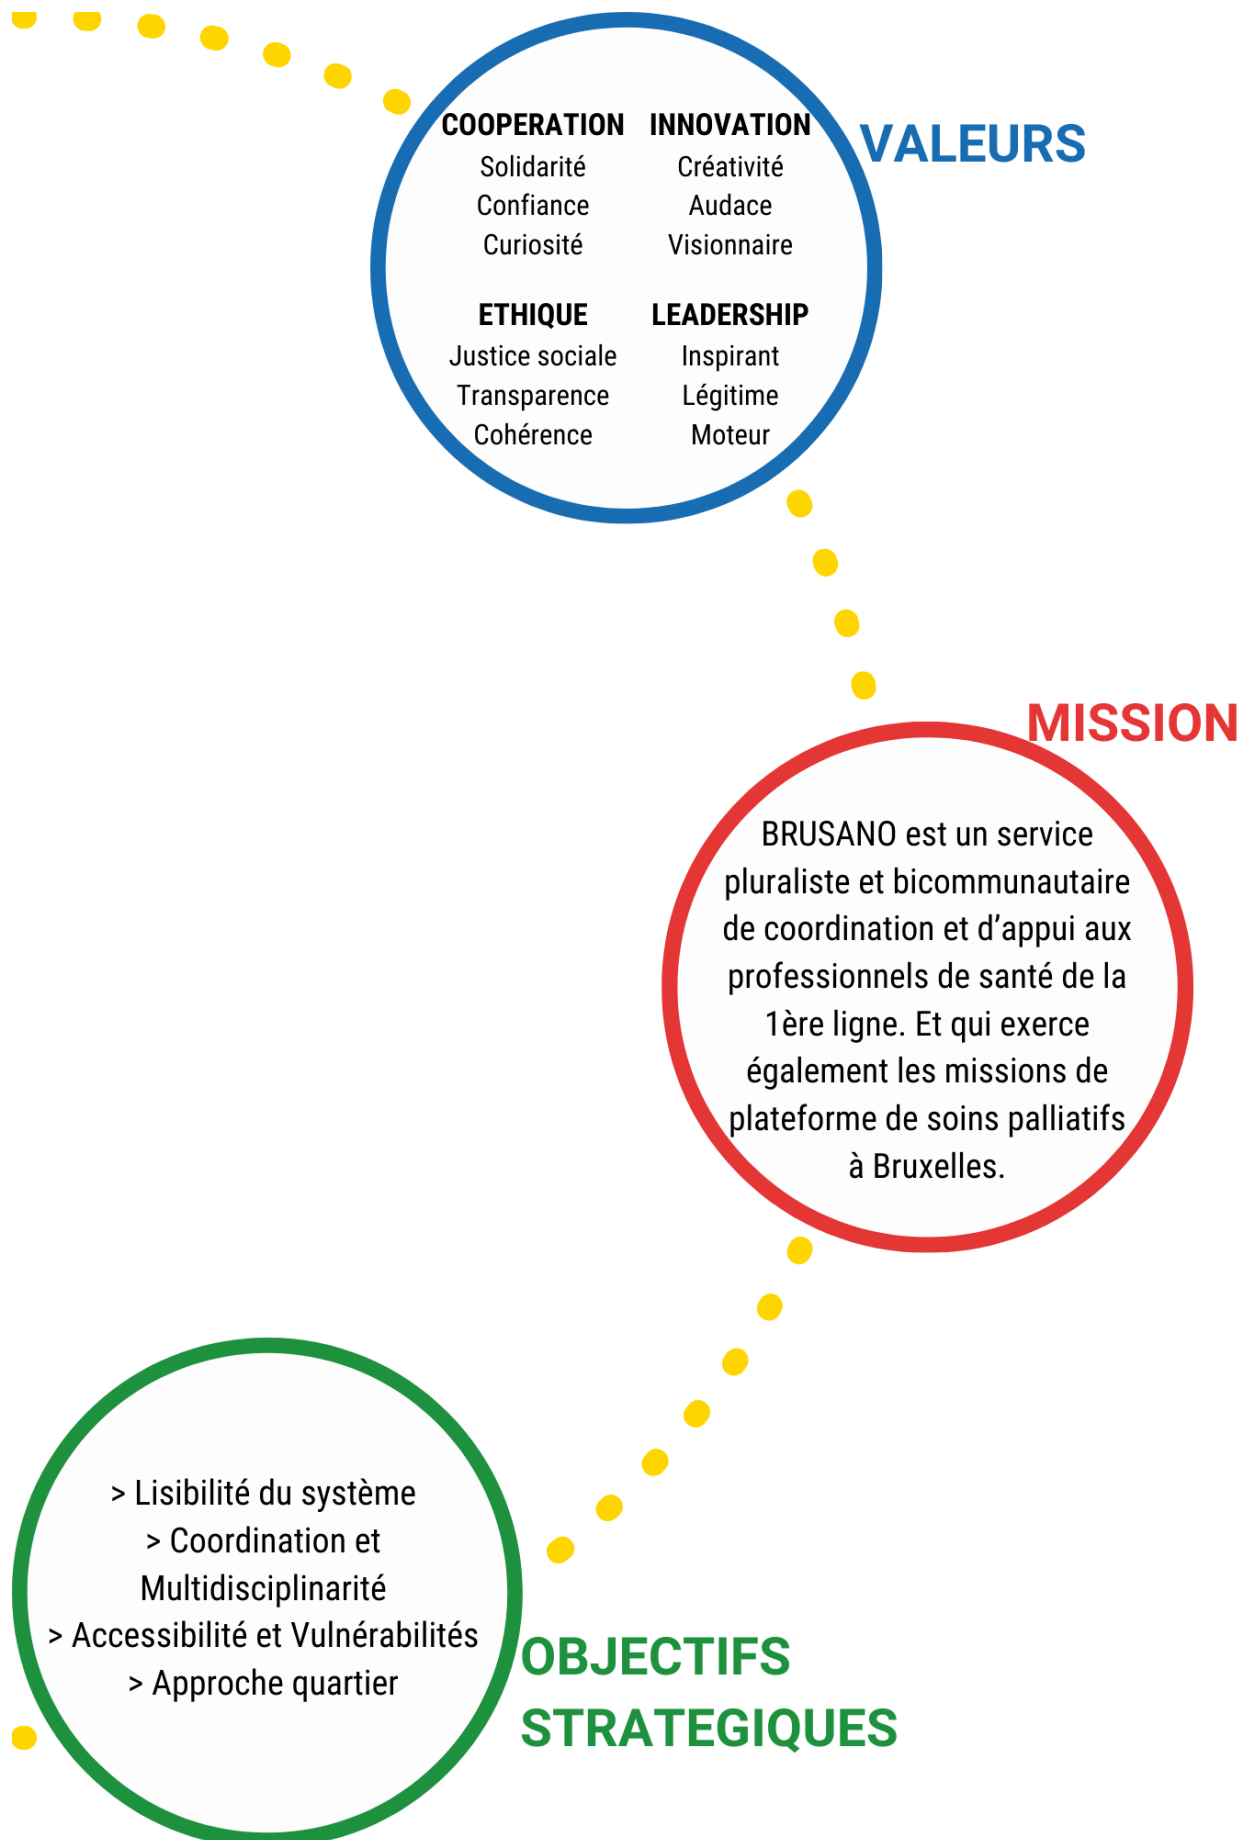 VALEURS
COOPERATION
Solidarité
Confiance
Curiosité
INNOVATION
Créativité
Audace
Visionnaire
ETHIQUE
Justice sociale
Transparence
Cohérence
LEADERSHIP
Inspirant
Légitime
Moteur
MISSION
BRUSANO est un service
pluraliste et bicommunautaire
de coordination et d’appui aux
professionnels de santé de la
1ère ligne. Et qui exerce
également les missions de
plateforme de soins palliatifs
à Bruxelles.
OBJECTIFS
STRATEGIQUES
> Lisibilité du système
> Coordination et
Multidisciplinarité
> Accessibilité et Vulnérabilités
> Approche quartier